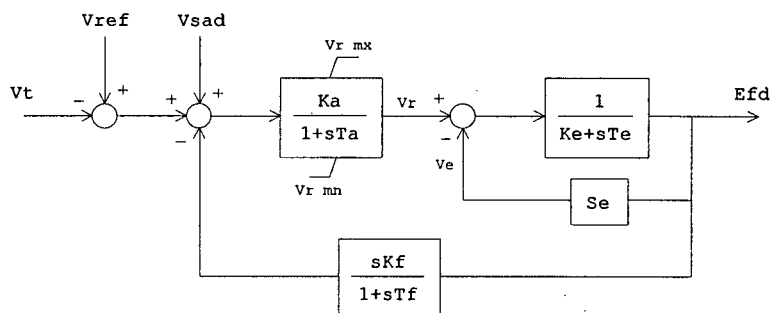 Vref
Vsad
Vr mx
+
+
Vt
-
+
+
Ka
1+sTa
Vr
+
1
Ke+sTe
Efd
-
-
Ve
Vr mn
Se
sKf
1+sTf